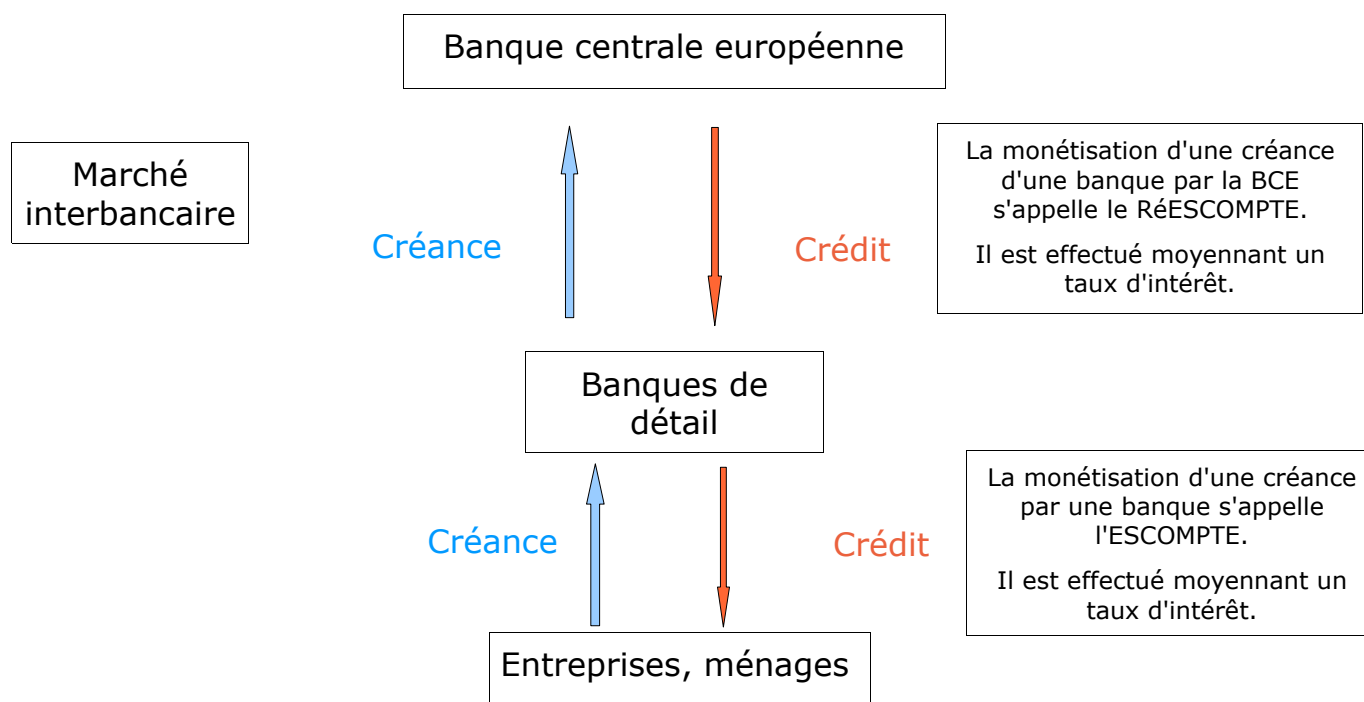 Banque centrale européenne
Marché
interbancaire
Créance
Crédit
La monétisation d'une créance
d'une banque par la BCE
s'appelle le RéESCOMPTE.
Il est effectué moyennant un
taux d'intérêt.
Banques de
détail
Créance
Crédit
La monétisation d'une créance
par une banque s'appelle
l'ESCOMPTE.
Il est effectué moyennant un
taux d'intérêt.
Entreprises, ménages